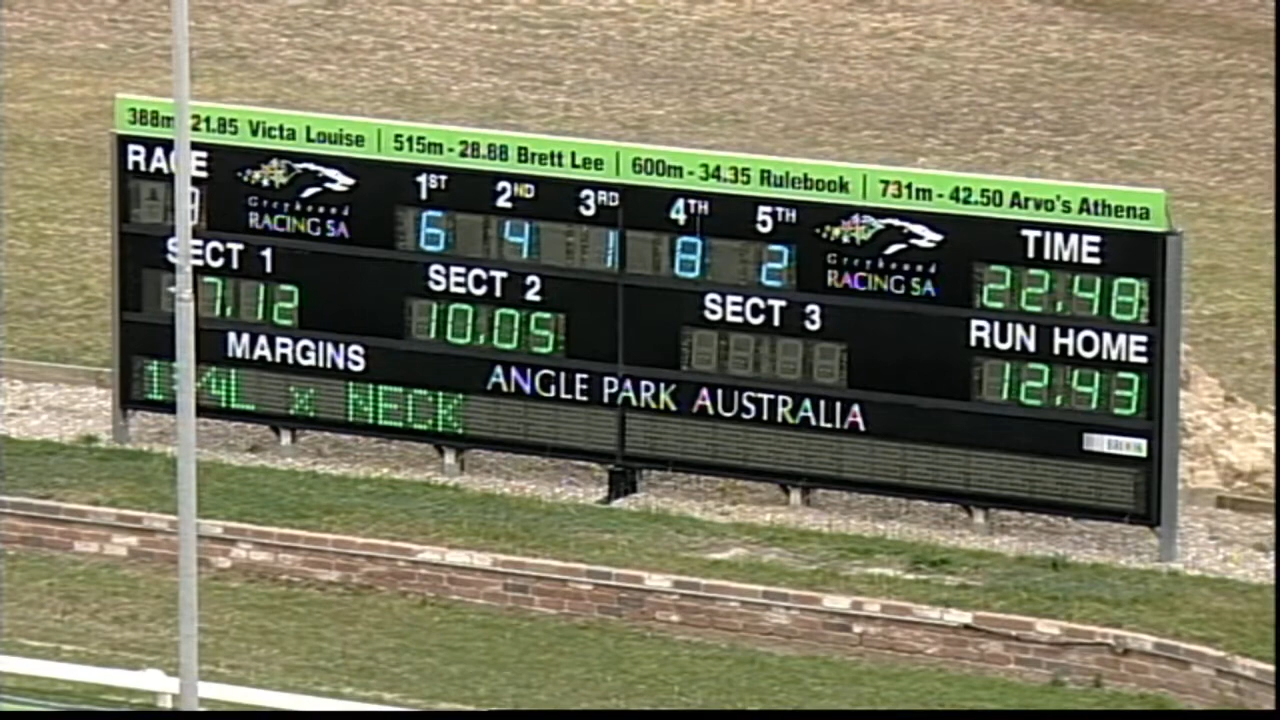 388m 21.85 Victa Louise | 515m - 28.88 Brett Lee | 600m - 34.35 Rulebook | 731m - 42.50 Arvo's Athena
RACE
Greyhound
RACING SA
1ST 2ND 3RD 4TH 5TH
6 4 1 8 2
Greyhound
RACING SA
TIME
22.48
SECT 1
7.12
SECT 2
10.05
SECT 3
RUN HOME
12.43
MARGINS
4L x NECK
ANGLE PARK AUSTRALIA